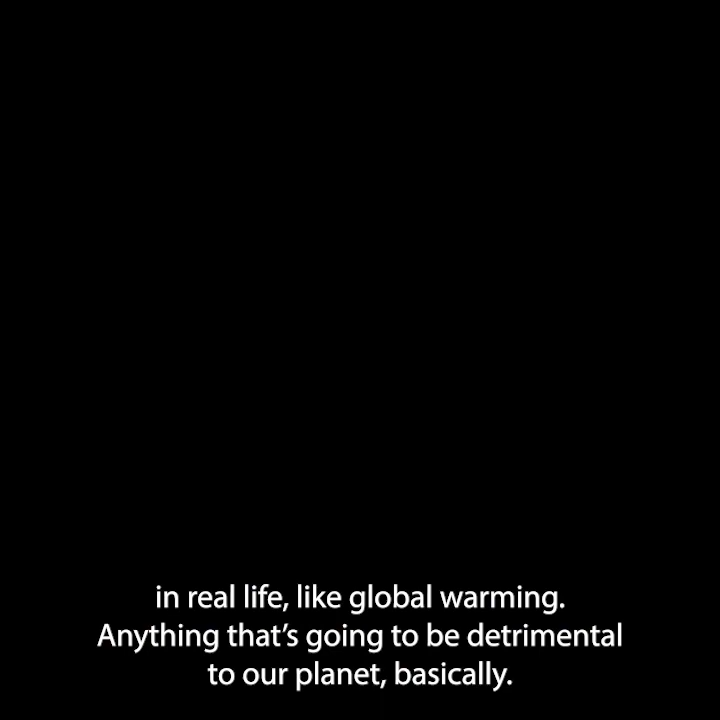 in real life, like global warming.
Anything that’s going to be detrimental
to our planet, basically.